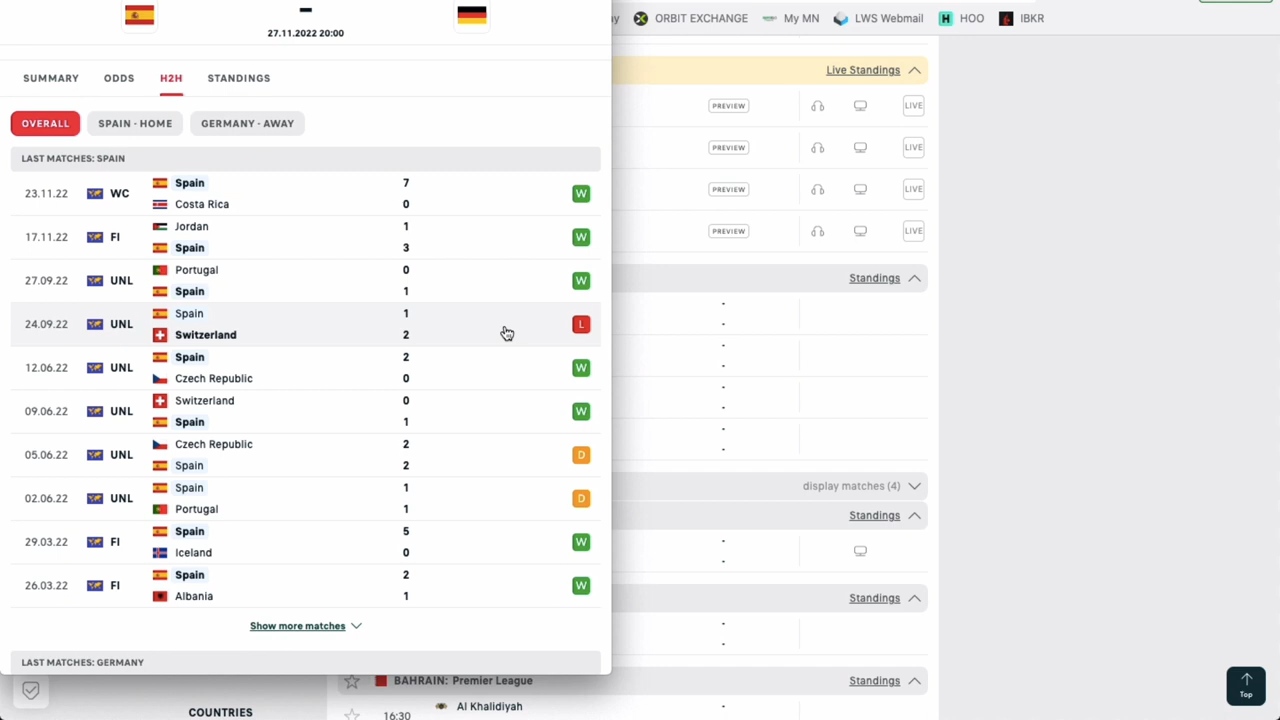 27.11.2022 20:00
SUMMARY ODDS H2H STANDINGS
OVERALL SPAIN - HOME GERMANY - AWAY
LAST MATCHES: SPAIN
23.11.22 WC Spain 7 W
Costa Rica 0
17.11.22 FI Jordan 1 W
Spain 3
27.09.22 UNL Portugal 0 W
Spain 1
24.09.22 UNL Spain 1 L
Switzerland 2
12.06.22 UNL Spain 2 W
Czech Republic 0
09.06.22 UNL Switzerland 0 W
Spain 1
05.06.22 UNL Czech Republic 2 D
Spain 2
02.06.22 UNL Spain 1 D
Portugal 1
29.03.22 FI Spain 5 W
Iceland 0
26.03.22 FI Spain 2 W
Albania 1
Show more matches
LAST MATCHES: GERMANY
ORBIT EXCHANGE My MN LWS Webmail H HOO IBKR
Live Standings
PREVIEW LIVE
PREVIEW LIVE
PREVIEW LIVE
PREVIEW LIVE
Standings
display matches (4)
Standings
Standings
BAHRAIN: Premier League Standings
16:30 Al Khalidiyah -
COUNTRIES
Top